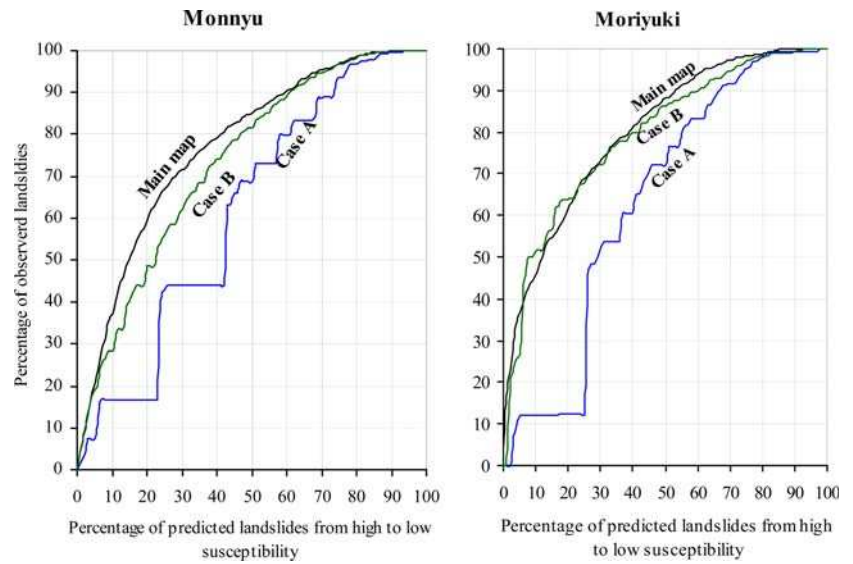 Monnyu
100
90
80
70
60
50
40
30
20
10
0
Percentage of observerd landsldies
Main map
Case B
Case A
0 10 20 30 40 50 60 70 80 90 100
Percentage of predicted landslides from high to low
susceptibility
Moriyuki
100
90
80
70
60
50
40
30
20
10
0
Main map
Case B
Case A
0 10 20 30 40 50 60 70 80 90 100
Percentage of predicted landslides from high
to low susceptibility